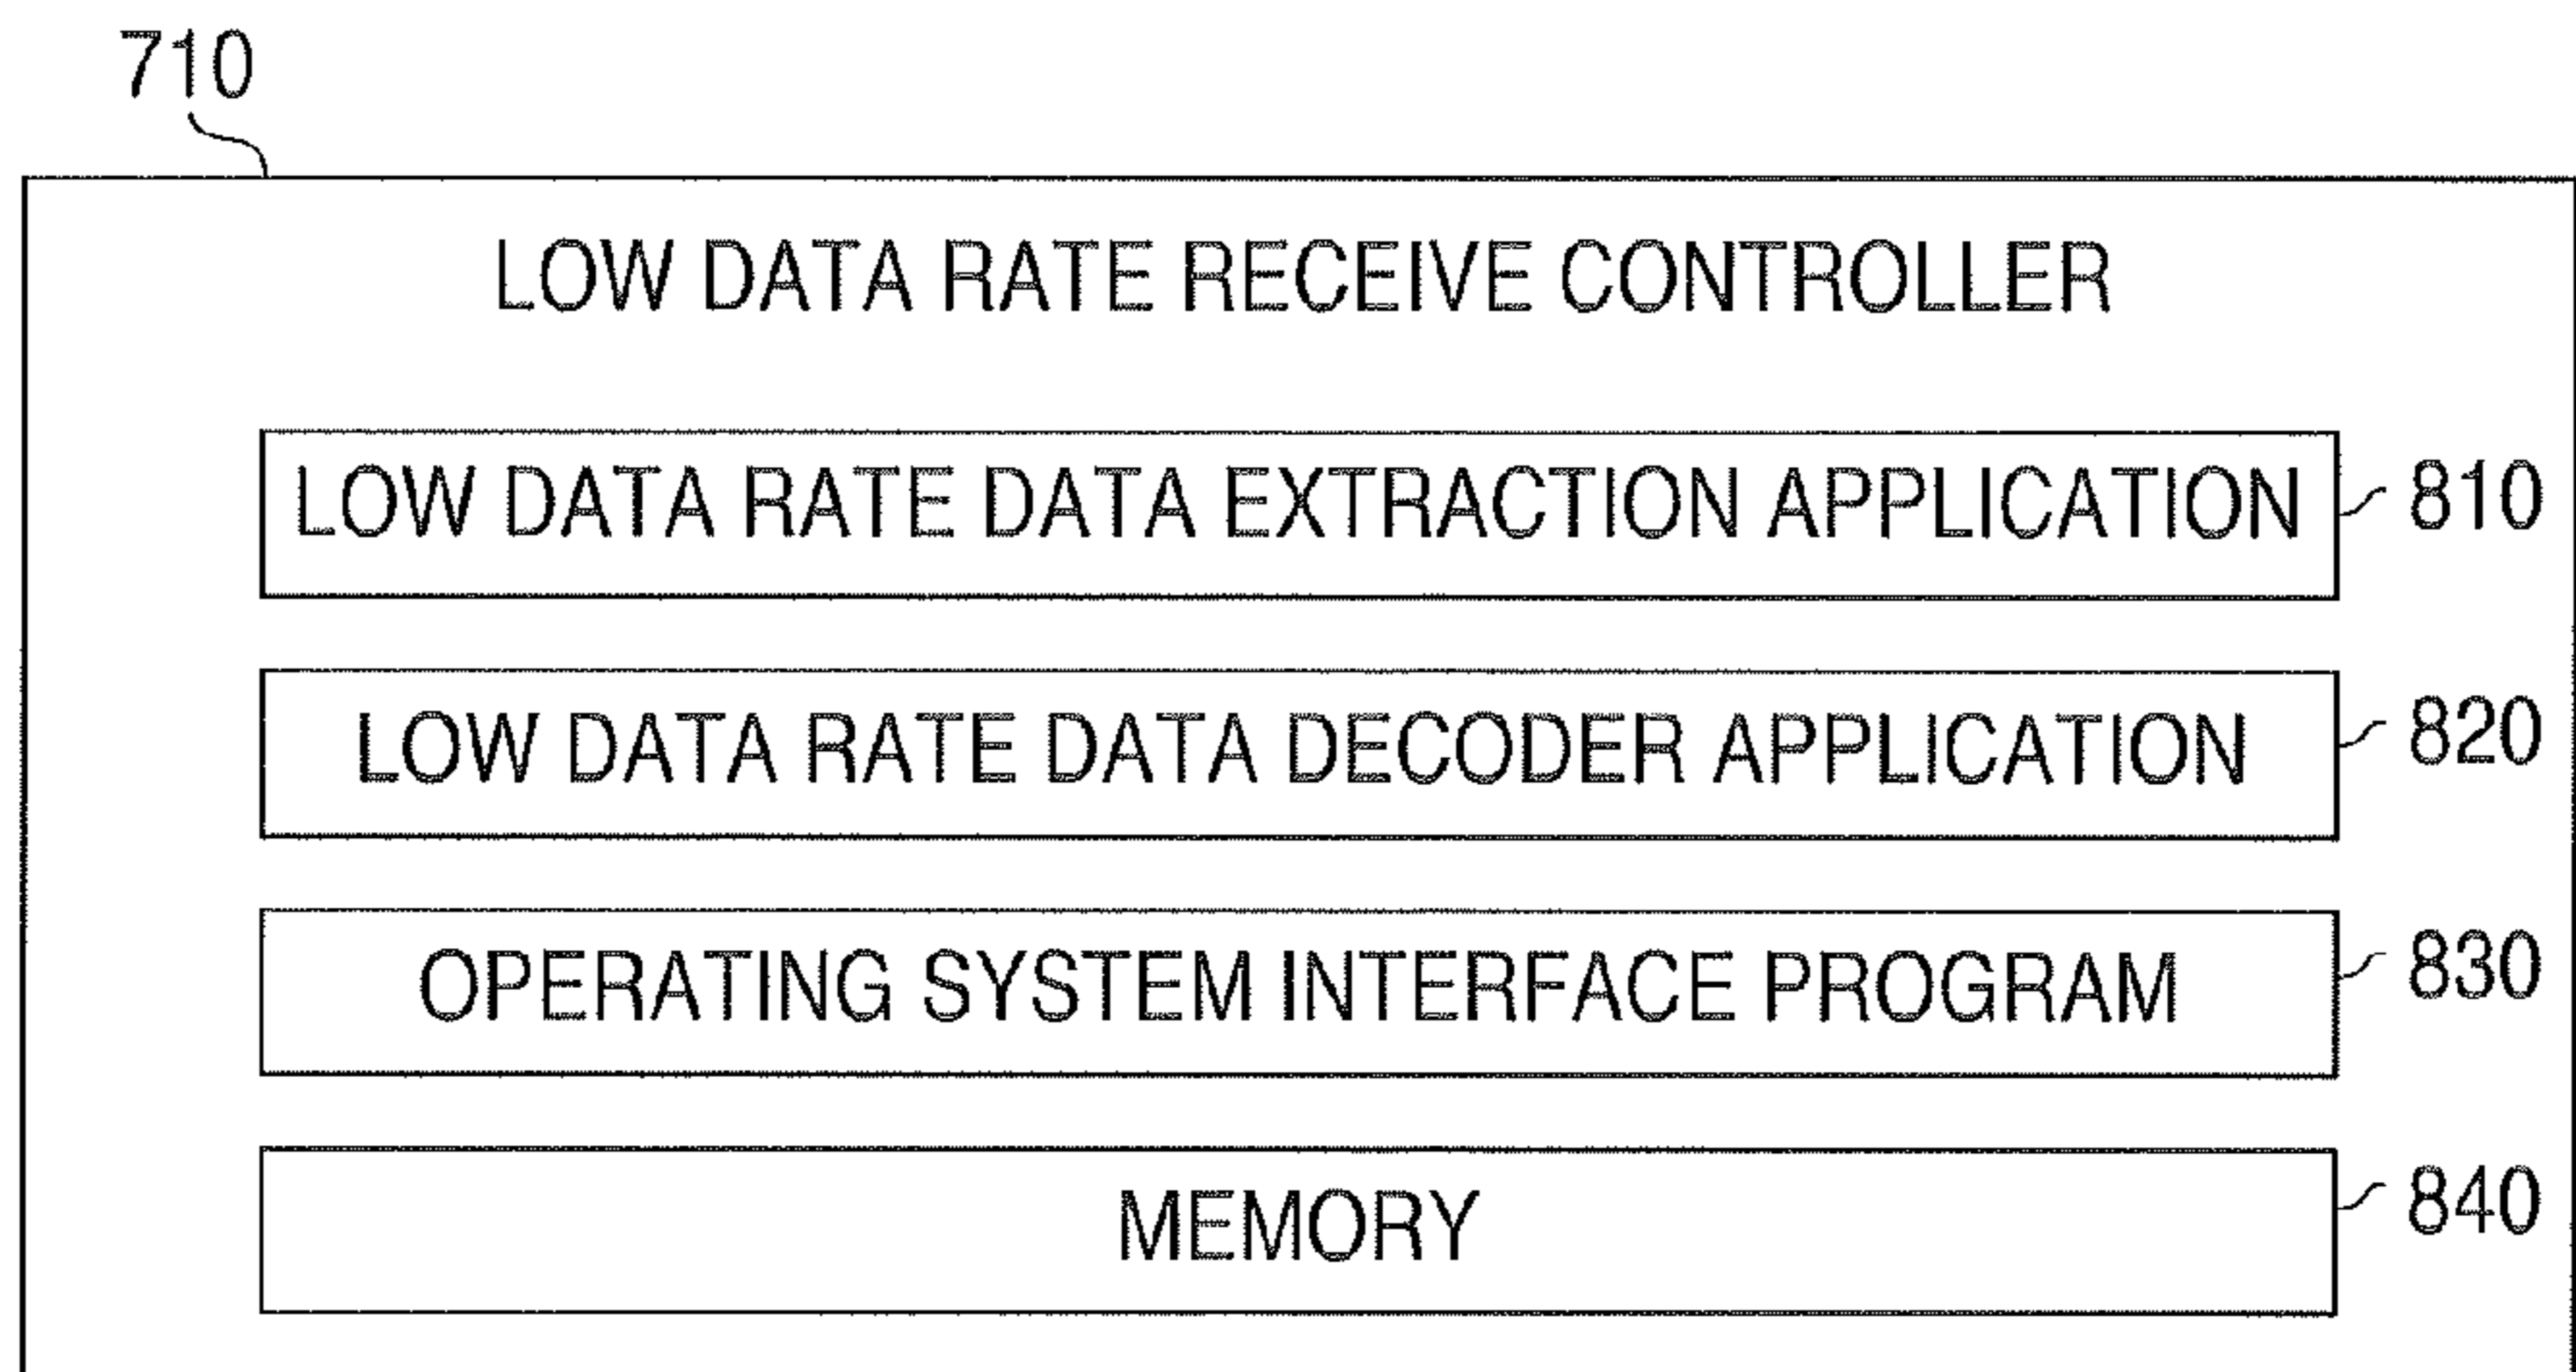 710
LOW DATA RATE RECEIVE CONTROLLER
LOW DATA RATE DATA EXTRACTION APPLICATION 810
LOW DATA RATE DATA DECODER APPLICATION 820
OPERATING SYSTEM INTERFACE PROGRAM 830
MEMORY 840